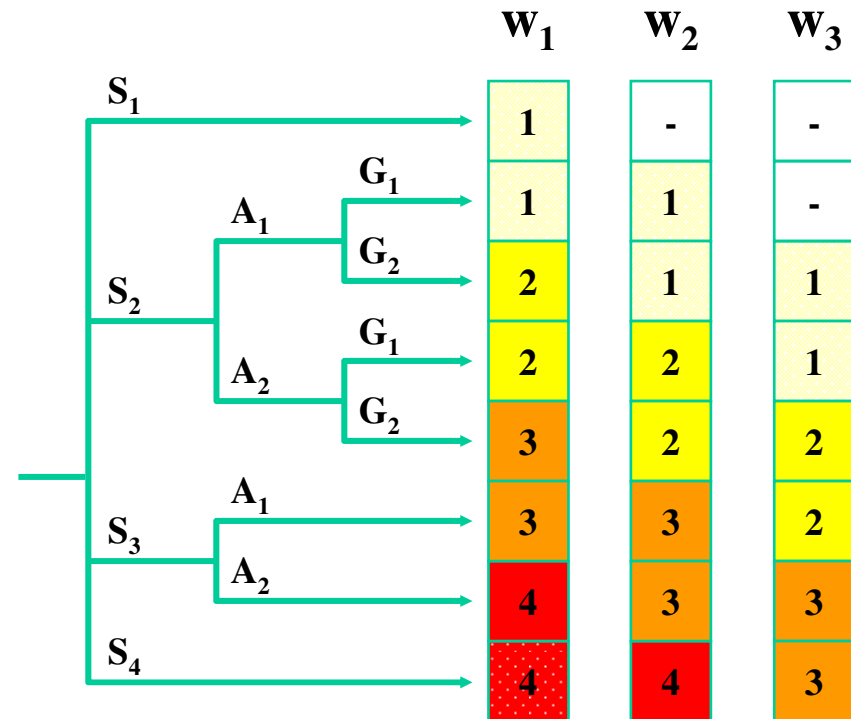 W₁ W₂ W₃
S₁ 1 - -
G₁ 1 1 -
A₁
G₂ 2 1 1
S₂
G₁ 2 2 1
A₂
G₂ 3 2 2
A₁ 3 3 2
S₃
A₂ 4 3 3
S₄ 4 4 3